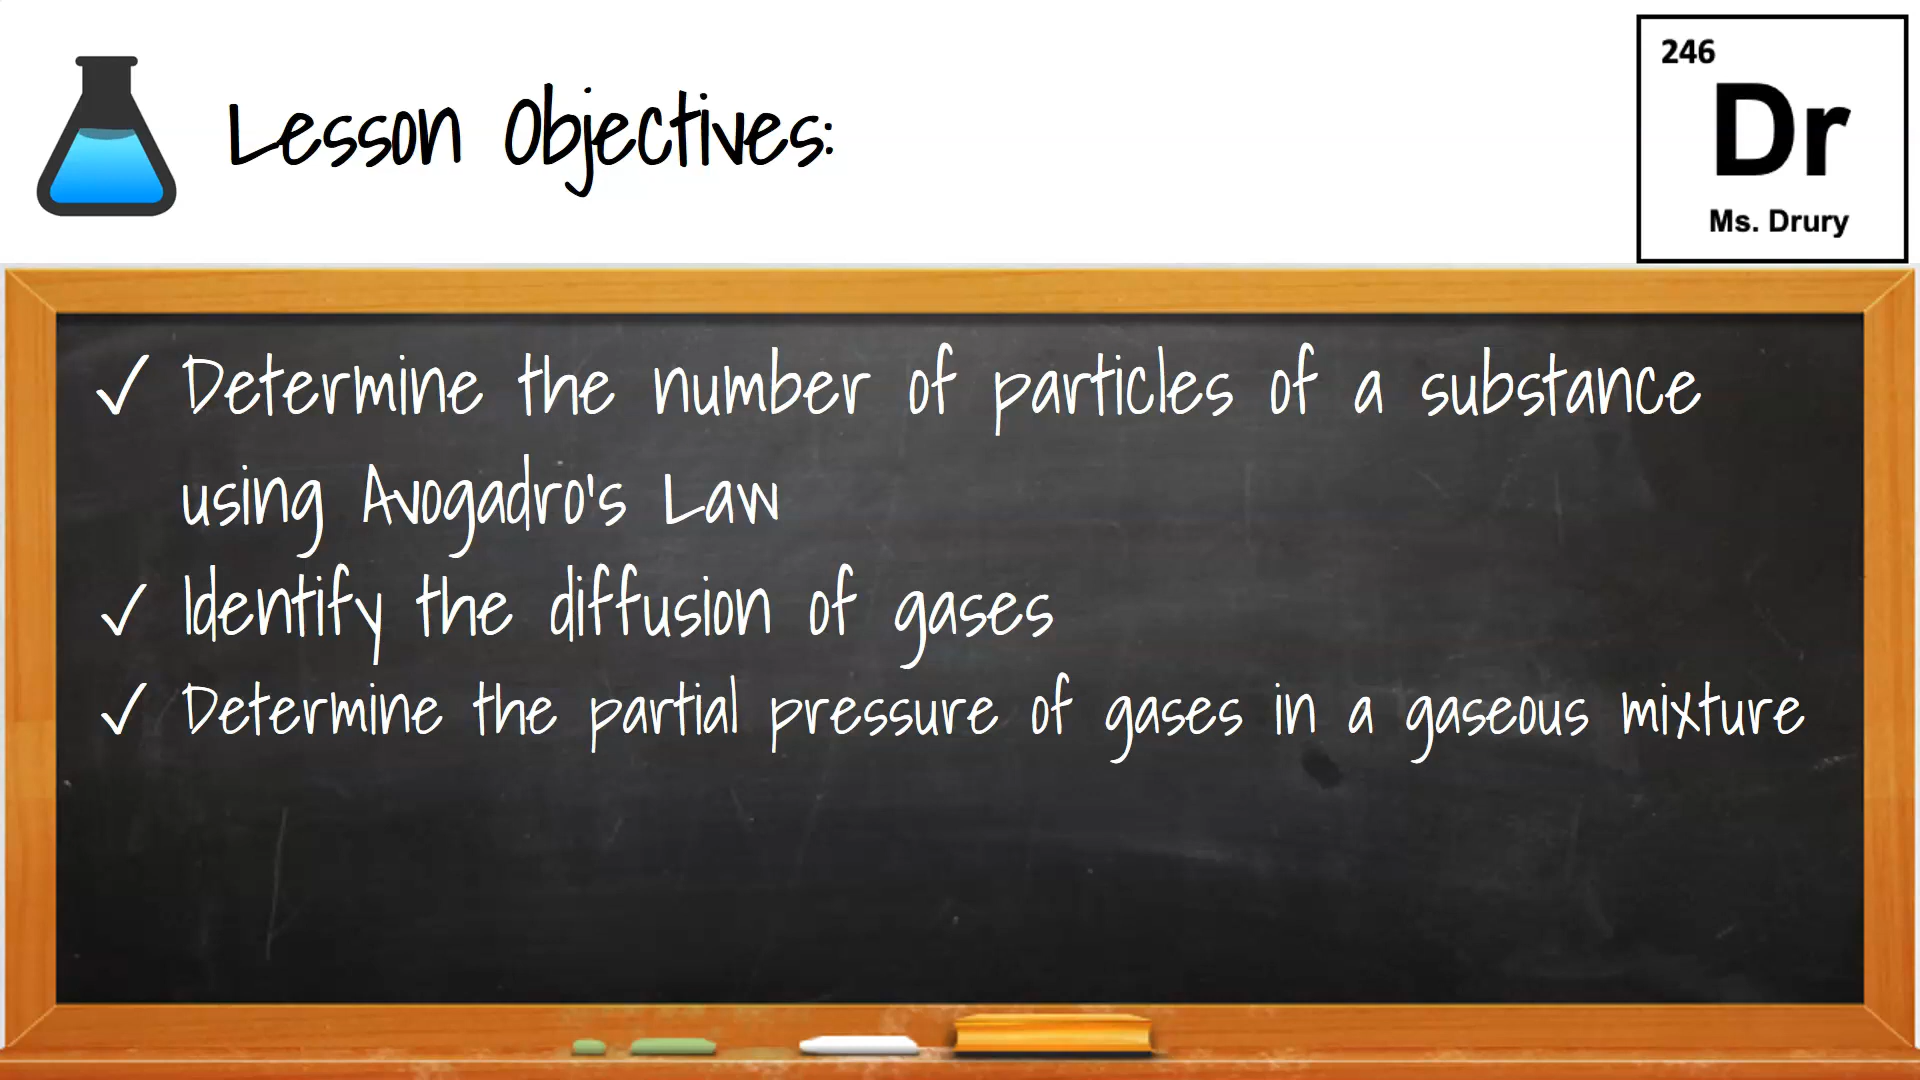 Lesson Objectives:
246
Dr
Ms. Drury
✓ Determine the number of particles of a substance
using Avogadro's Law
✓ Identify the diffusion of gases
✓ Determine the partial pressure of gases in a gaseous mixture